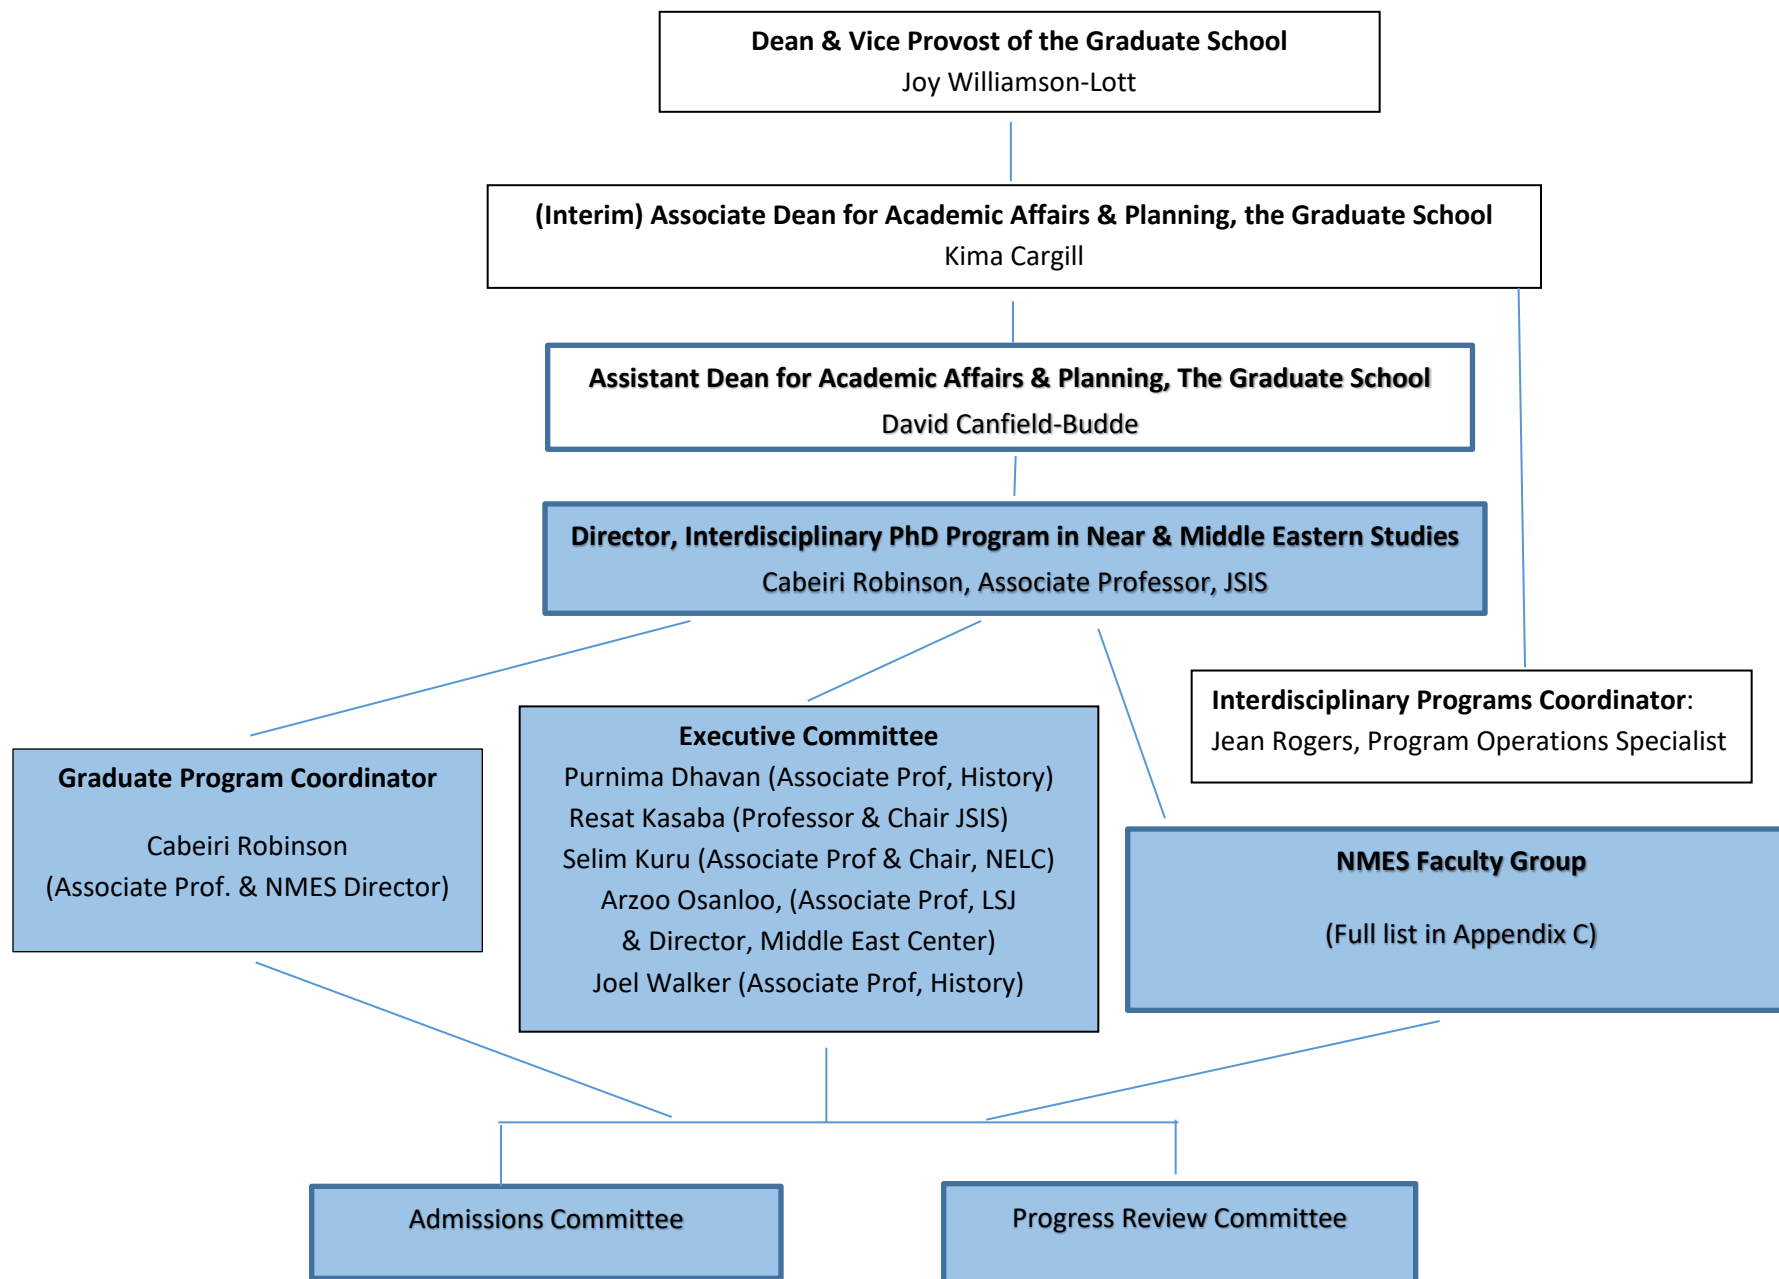 Dean & Vice Provost of the Graduate School
Joy Williamson-Lott
(Interim) Associate Dean for Academic Affairs & Planning, the Graduate School
Kima Cargill
Assistant Dean for Academic Affairs & Planning, The Graduate School
David Canfield-Budde
Director, Interdisciplinary PhD Program in Near & Middle Eastern Studies
Cabeiri Robinson, Associate Professor, JSIS
Graduate Program Coordinator
Cabeiri Robinson
(Associate Prof. & NMES Director)
Executive Committee
Purnima Dhavan (Associate Prof, History)
Resat Kasaba (Professor & Chair JSIS)
Selim Kuru (Associate Prof & Chair, NELC)
Arzoo Osanloo, (Associate Prof, LSJ
& Director, Middle East Center)
Joel Walker (Associate Prof, History)
Interdisciplinary Programs Coordinator:
Jean Rogers, Program Operations Specialist
NMES Faculty Group
(Full list in Appendix C)
Admissions Committee
Progress Review Committee